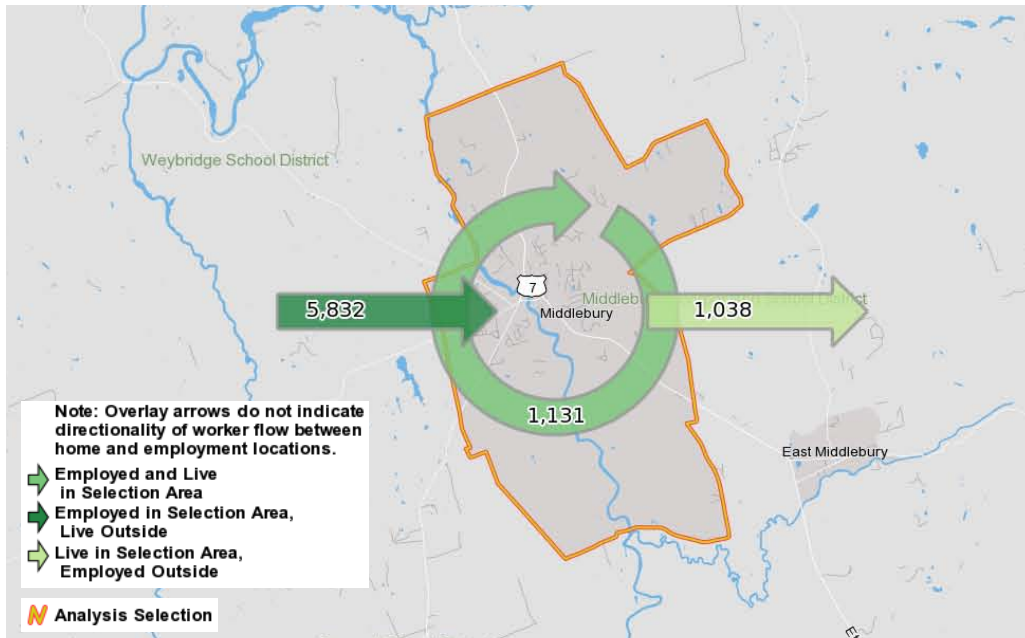 Weybridge School District
7
5,832
Middlebury
1,038
1,131
East Middlebury
Note: Overlay arrows do not indicate
directionality of worker flow between
home and employment locations.
Employed and Live
in Selection Area
Employed in Selection Area,
Live Outside
Live in Selection Area,
Employed Outside
Analysis Selection